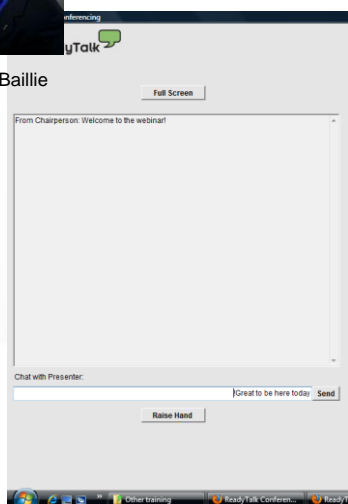 onferencing
yTalk
Baillie
Full Screen
From Chairperson: Welcome to the webinar!
Chat with Presenter:
!Great to be here today
Send
Raise Hand
Other training
ReadyTalk Conferen...
ReadyT